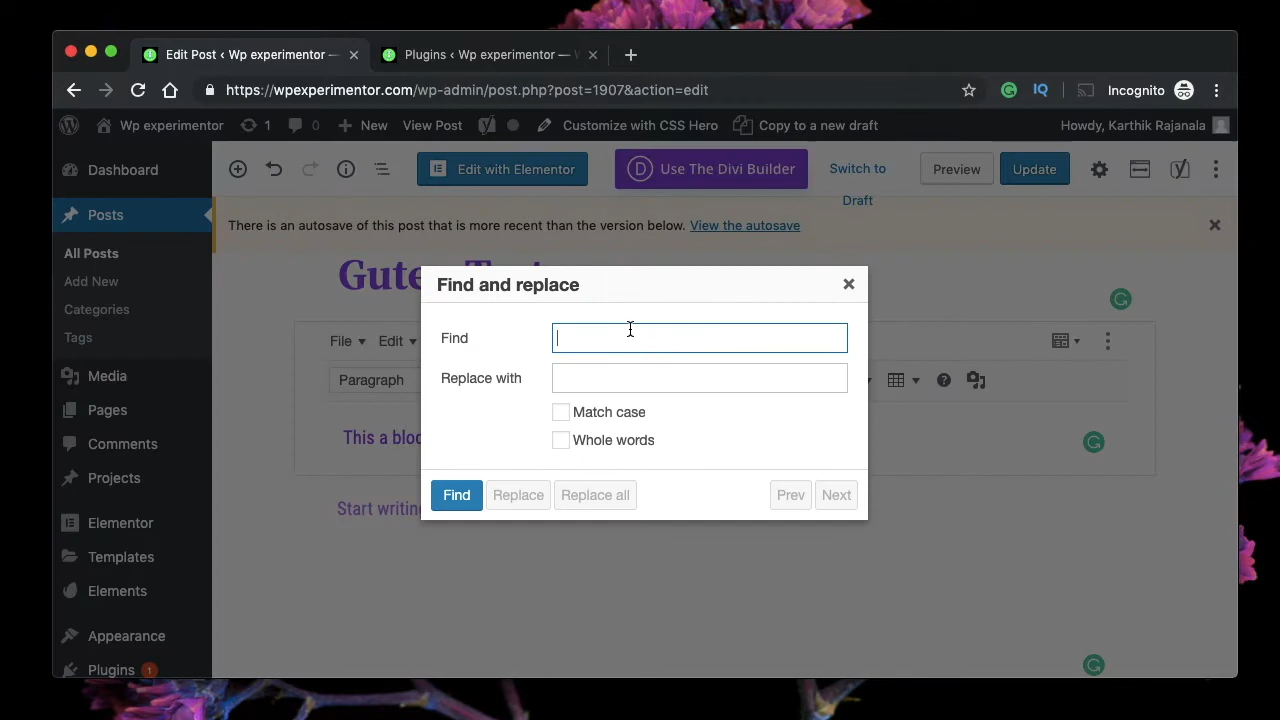 Edit Post ‹ Wp experimentor —
Plugins ‹ Wp experimentor —
https://wpexperimentor.com/wp-admin/post.php?post=1907&action=edit
IQ
Incognito
Wp experimentor
1
0
New
View Post
Customize with CSS Hero
Copy to a new draft
Howdy, Karthik Rajanala
Dashboard
Posts
All Posts
Add New
Categories
Tags
Media
Pages
Comments
Projects
Elementor
Templates
Elements
Appearance
Plugins 1
Edit with Elementor
D Use The Divi Builder
Switch to
Draft
Preview
Update
There is an autosave of this post that is more recent than the version below. View the autosave
File
Edit
Paragraph
This a bloc
Start writing
Find and replace
Find
Replace with
Match case
Whole words
Find
Replace
Replace all
Prev
Next